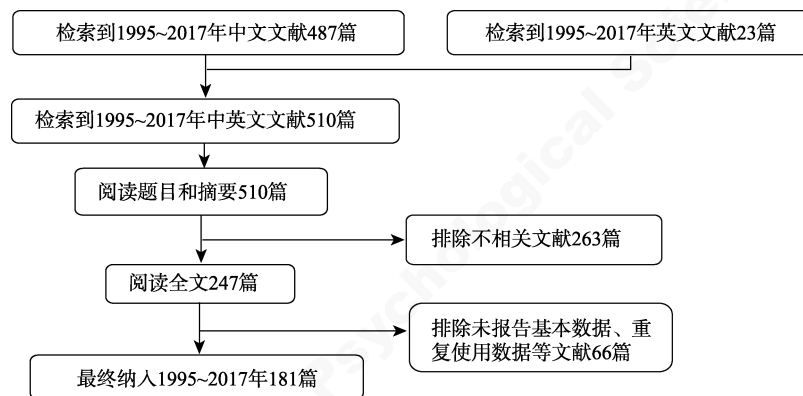 检索到1995~2017年中文文献487篇
检索到1995~2017年英文文献23篇
检索到1995~2017年中英文文献510篇
阅读题目和摘要510篇
排除不相关文献263篇
阅读全文247篇
排除未报告基本数据、重
复使用数据等文献66篇
最终纳入1995~2017年181篇
Psychological Scie